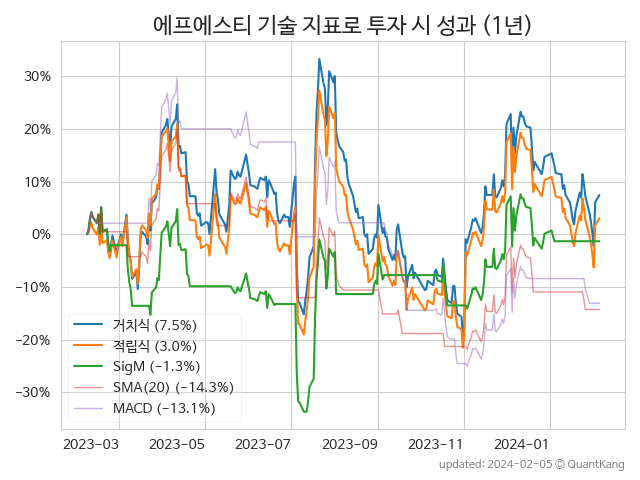 에프에스티 기술 지표로 투자 시 성과 (1년)
30%
20%
10%
0%
−10%
−20%
−30%
거치식 (7.5%)
적립식 (3.0%)
SigM (−1.3%)
SMA(20) (−14.3%)
MACD (−13.1%)
2023−03
2023−05
2023−07
2023−09
2023−11
2024−01
updated: 2024−02−05 ⓒ QuantKang